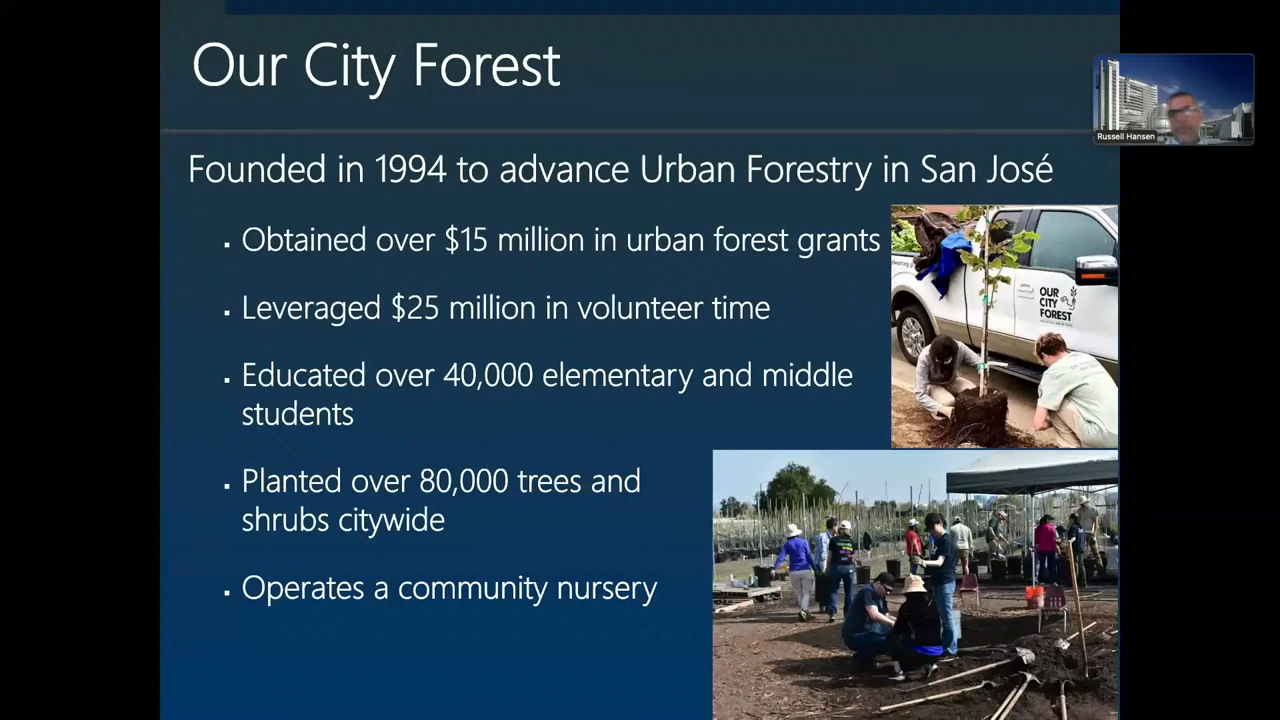 Our City Forest
Russell Hansen
Founded in 1994 to advance Urban Forestry in San José
▪ Obtained over $15 million in urban forest grants
▪ Leveraged $25 million in volunteer time
▪ Educated over 40,000 elementary and middle
students
▪ Planted over 80,000 trees and
shrubs citywide
▪ Operates a community nursery
OUR
CITY
FOREST